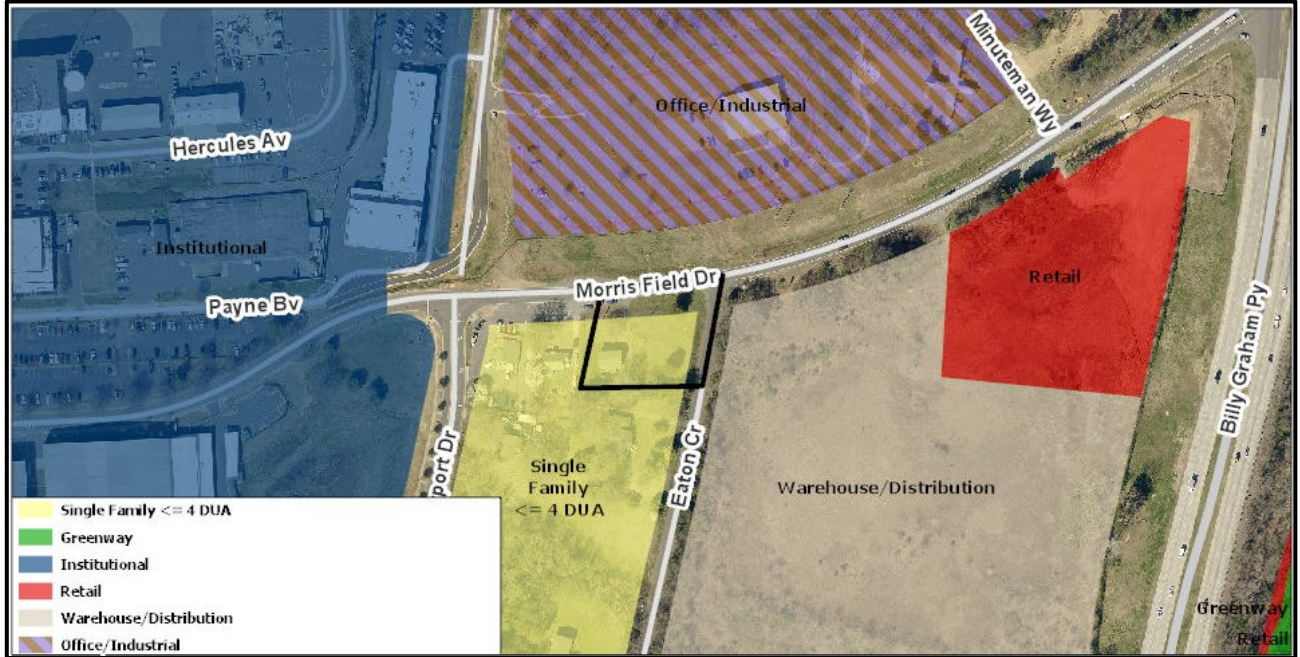 Minuteman Wy
Office/Industrial
Hercules Av
Institutional
Morris Field Dr
Retail
Payne Bv
Billy Graham Py
port Dr
Eaton Cr
Single
Family
<= 4 DUA
Warehouse/Distribution
Single Family <= 4 DUA
Greenway
Institutional
Retail
Warehouse/Distribution
Office/Industrial
Greenway
Retail